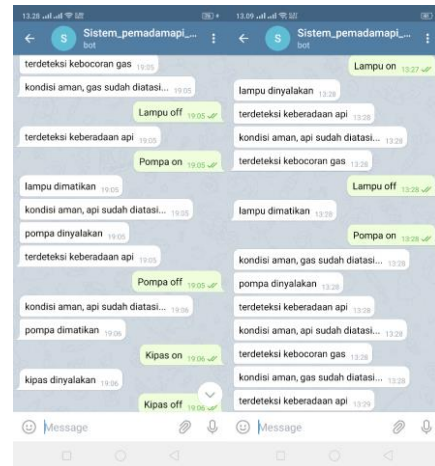 13.28
Sistem_pemadamapi_...
bot
terdeteksi kebocoran gas 19:05
kondisi aman, gas sudah diatasi... 19:05
Lampu off 19:05
terdeteksi keberadaan api 19:05
Pompa on 19:05
lampu dimatikan 19:05
kondisi aman, api sudah diatasi... 19:05
pompa dinyalakan 19:05
terdeteksi keberadaan api 19:05
Pompa off 19:05
kondisi aman, api sudah diatasi... 19:06
pompa dimatikan 19:06
Kipas on 19:06
kipas dinyalakan 19:06
Kipas off 19:06
Message
13.09
Sistem_pemadamapi_...
bot
Lampu on 13:27
lampu dinyalakan 13:28
terdeteksi keberadaan api 13:28
kondisi aman, api sudah diatasi... 13:28
terdeteksi kebocoran gas 13:28
Lampu off 13:28
lampu dimatikan 13:28
Pompa on 13:28
kondisi aman, gas sudah diatasi... 13:28
pompa dinyalakan 13:28
terdeteksi keberadaan api 13:28
kondisi aman, api sudah diatasi... 13:28
terdeteksi kebocoran gas 13:28
kondisi aman, gas sudah diatasi... 13:28
terdeteksi keberadaan api 13:29
Message